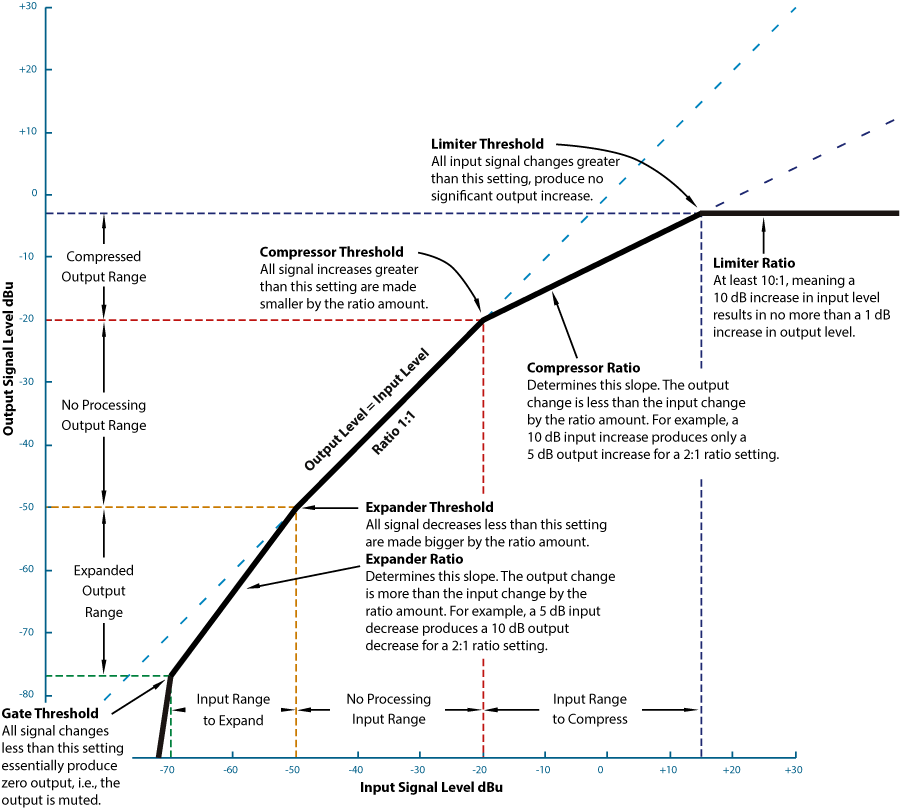 +30
+20
+10
0
-10
-20
-30
-40
-50
-60
-70
-80
Output Signal Level dBu
Limiter Threshold
All input signal changes greater
than this setting, produce no
significant output increase.
Compressed
Output Range
Compressor Threshold
All signal increases greater
than this setting are made
smaller by the ratio amount.
Limiter Ratio
At least 10:1, meaning a
10 dB increase in input level
results in no more than a 1 dB
increase in output level.
Compressor Ratio
Determines this slope. The output
change is less than the input change
by the ratio amount. For example, a
10 dB input increase produces only a
5 dB output increase for a 2:1 ratio setting.
No Processing
Output Range
Output Level = Input Level
Ratio 1:1
Expander Threshold
All signal decreases less than this setting
are made bigger by the ratio amount.
Expander Ratio
Determines this slope. The output change
is more than the input change by the
ratio amount. For example, a 5 dB input
decrease produces a 10 dB output
decrease for a 2:1 ratio setting.
Expanded
Output
Range
Gate Threshold
All signal changes
less than this setting
essentially produce
zero output, i.e., the
output is muted.
Input Range
to Expand
No Processing
Input Range
Input Range
to Compress
-70
-60
-50
-40
-30
-20
-10
0
+10
+20
+30
Input Signal Level dBu